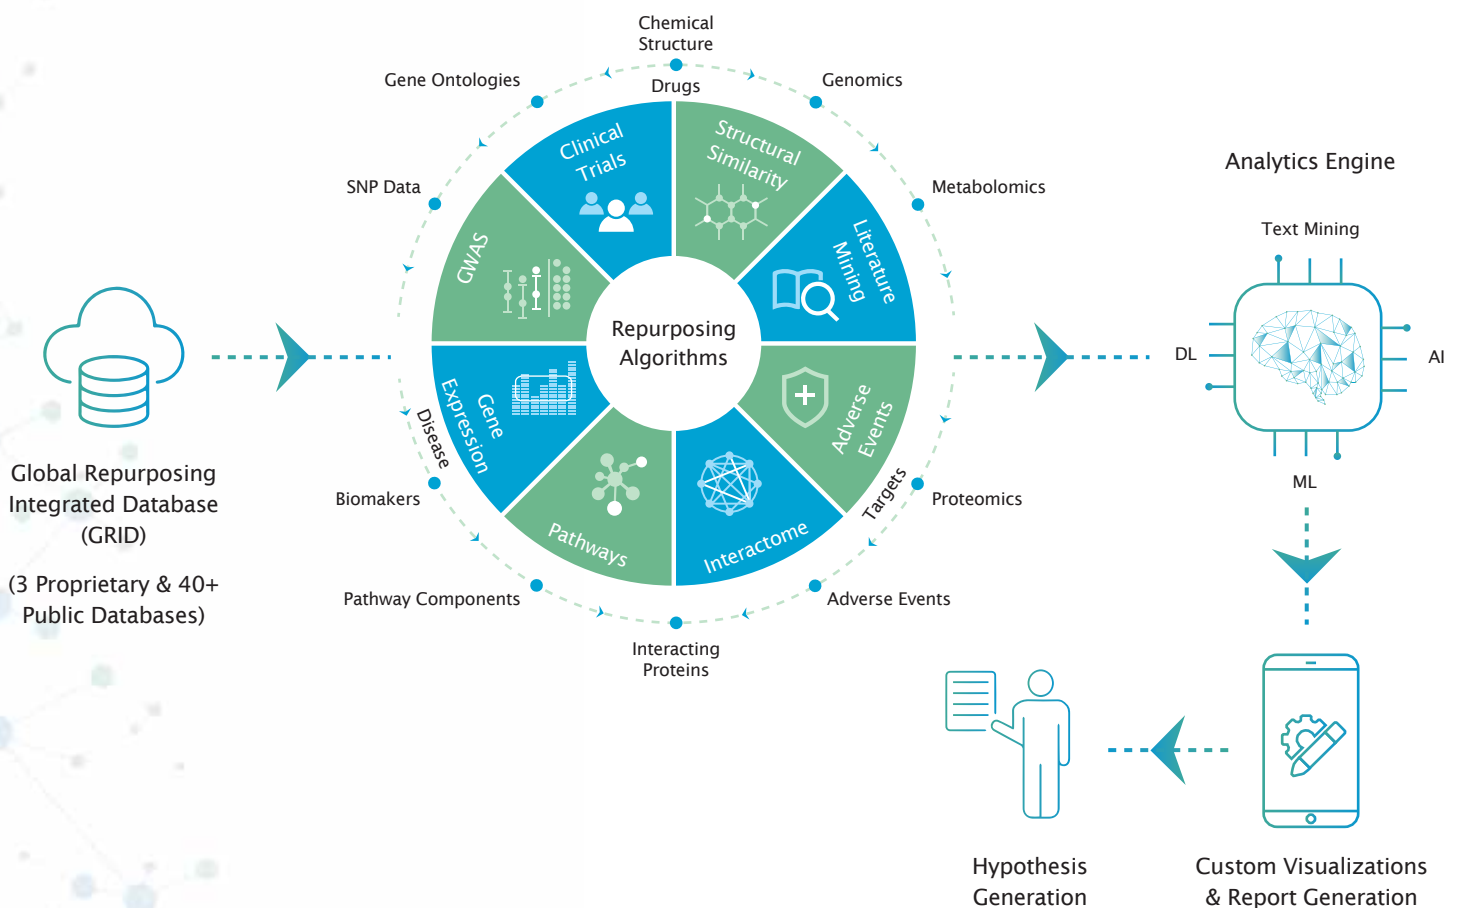 Chemical
Structure
Gene Ontologies
Drugs
Genomics
Clinical
Trials
Structural
Similarity
SNP Data
Metabolomics
Analytics Engine
GWAS
Literature
Mining
Text Mining
Repurposing
Algorithms
DL
AI
Gene
Expression
Disease
Adverse
Events
Targets
Global Repurposing
Integrated Database
(GRID)
(3 Proprietary & 40+
Public Databases)
ML
Biomakers
Proteomics
Pathways
Interactome
Pathway Components
Adverse Events
Interacting
Proteins
Hypothesis
Generation
Custom Visualizations
& Report Generation